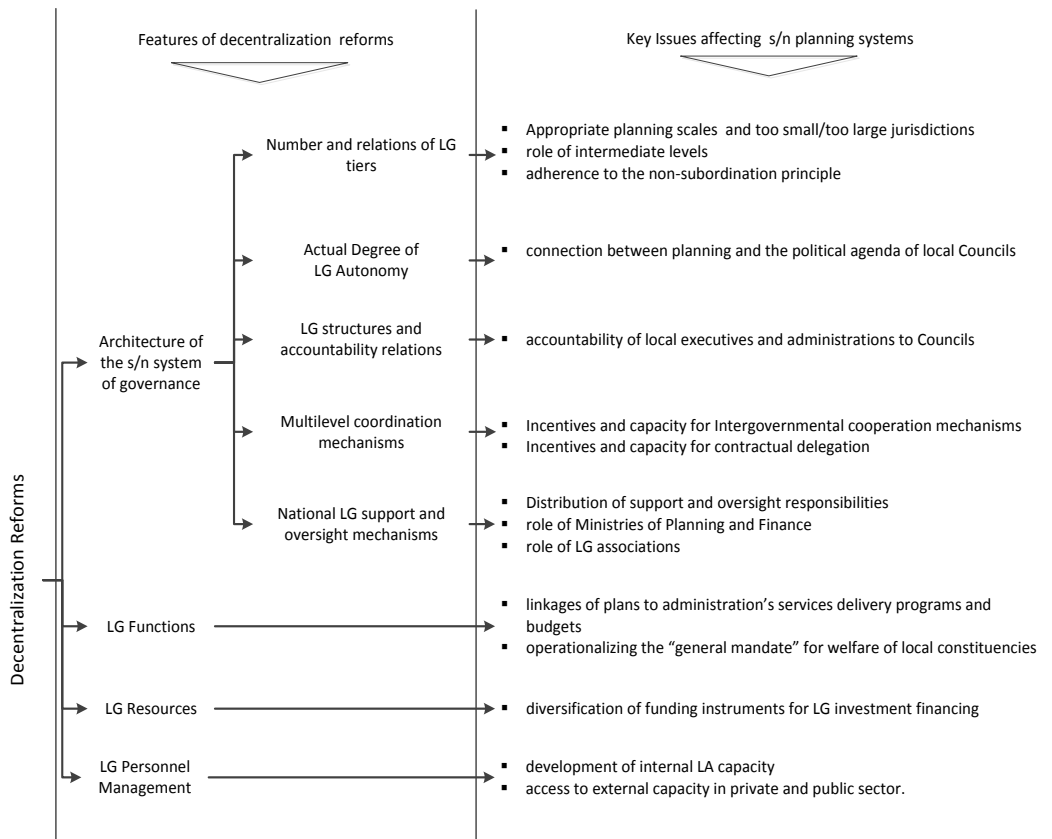 Features of decentralization reforms
Key Issues affecting s/n planning systems
Decentralization Reforms
Architecture of
the s/n system
of governance
Number and relations of LG
tiers
▪ Appropriate planning scales and too small/too large jurisdictions
▪ role of intermediate levels
▪ adherence to the non-subordination principle
Actual Degree of
LG Autonomy
▪ connection between planning and the political agenda of local Councils
LG structures and
accountability relations
▪ accountability of local executives and administrations to Councils
Multilevel coordination
mechanisms
▪ Incentives and capacity for Intergovernmental cooperation mechanisms
▪ Incentives and capacity for contractual delegation
National LG support and
oversight mechanisms
▪ Distribution of support and oversight responsibilities
▪ role of Ministries of Planning and Finance
▪ role of LG associations
LG Functions
▪ linkages of plans to administration’s services delivery programs and
budgets
▪ operationalizing the “general mandate” for welfare of local constituencies
LG Resources
▪ diversification of funding instruments for LG investment financing
LG Personnel
Management
▪ development of internal LA capacity
▪ access to external capacity in private and public sector.